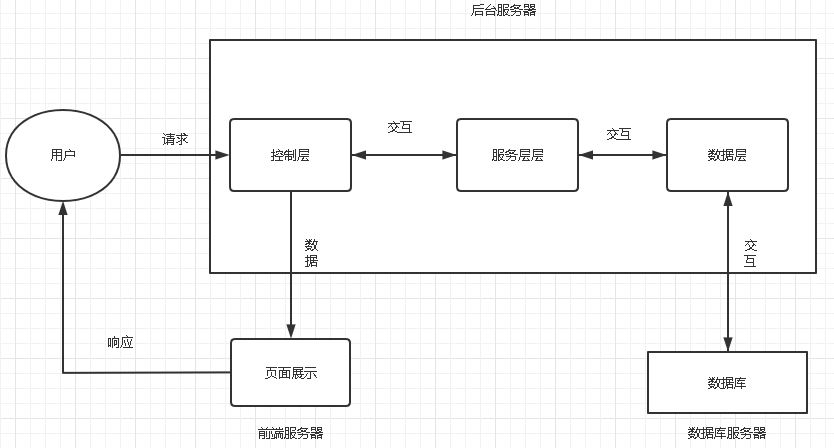 后台服务器
交互
交互
请求
用户
控制层
服务层层
数据层
数
据
交
互
响应
页面展示
数据库
前端服务器
数据库服务器